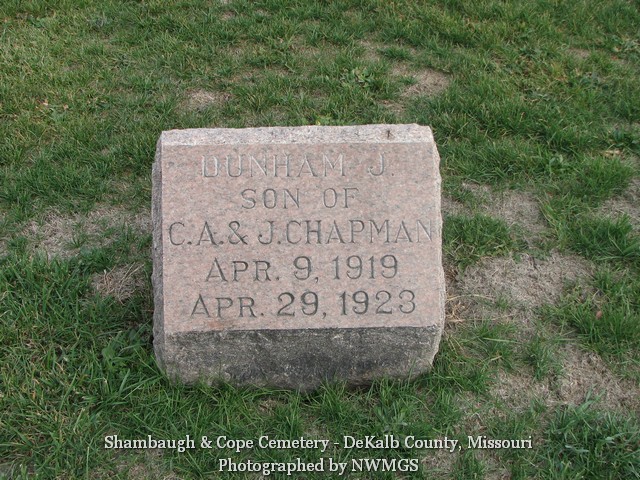 DUNHAM J.
SON OF
C.A. & J. CHAPMAN
APR. 9, 1919
APR. 29, 1923
Shambaugh & Cope Cemetery - DeKalb County, Missouri
Photographed by NWMGS